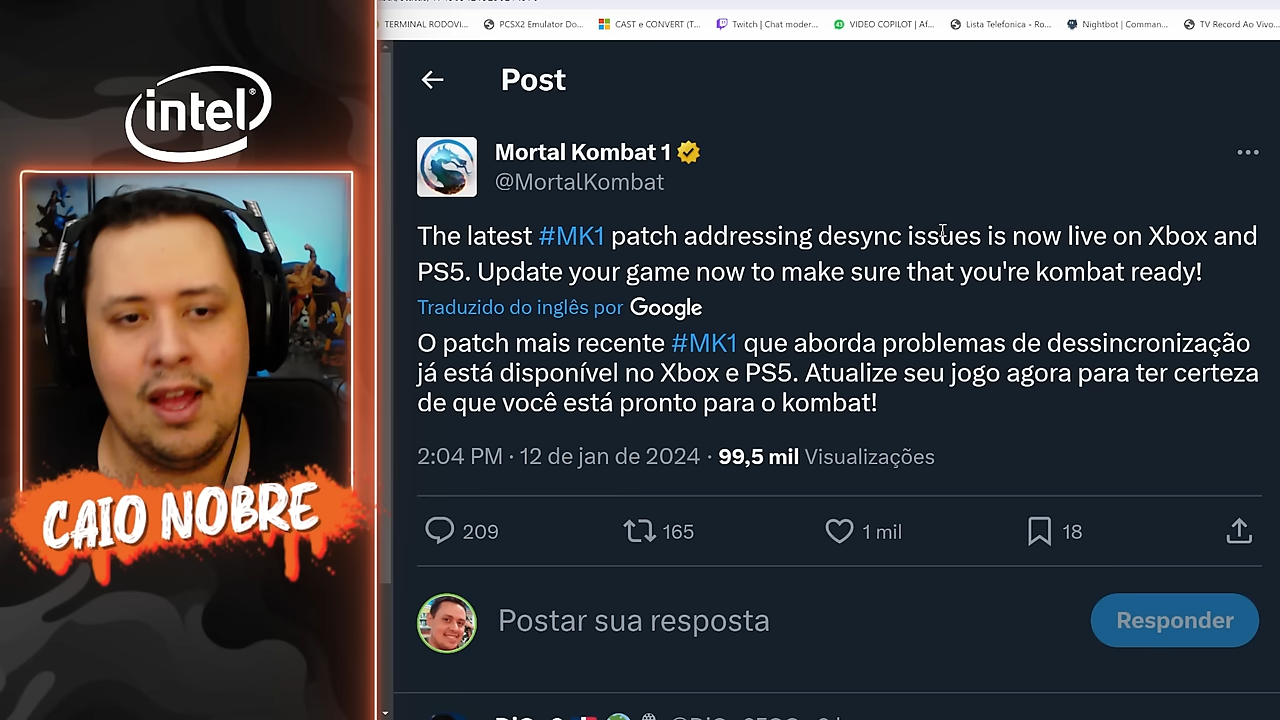 TERMINAL RODOVI...
PCSX2 Emulator Do...
CAST e CONVERT (T...
Twitch | Chat moder...
VIDEO COPILOT | Af...
Lista Telefonica - Ro...
Nightbot | Comman...
TV Record Ao Vivo...
intel®
Post
Mortal Kombat 1
@MortalKombat
The latest #MK1 patch addressing desync issues is now live on Xbox and
PS5. Update your game now to make sure that you're kombat ready!
Traduzido do inglês por Google
O patch mais recente #MK1 que aborda problemas de dessincronização
já está disponível no Xbox e PS5. Atualize seu jogo agora para ter certeza
de que você está pronto para o kombat!
2:04 PM · 12 de jan de 2024 · 99,5 mil Visualizações
209
165
1 mil
18
CAIO NOBRE
Postar sua resposta
Responder